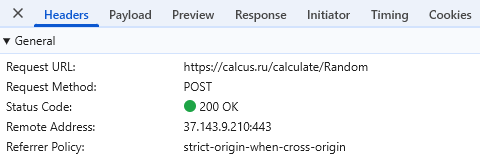 Headers Payload Preview Response Initiator Timing Cookies
General
Request URL: https://calcus.ru/calculate/Random
Request Method: POST
Status Code: 200 OK
Remote Address: 37.143.9.210:443
Referrer Policy: strict-origin-when-cross-origin